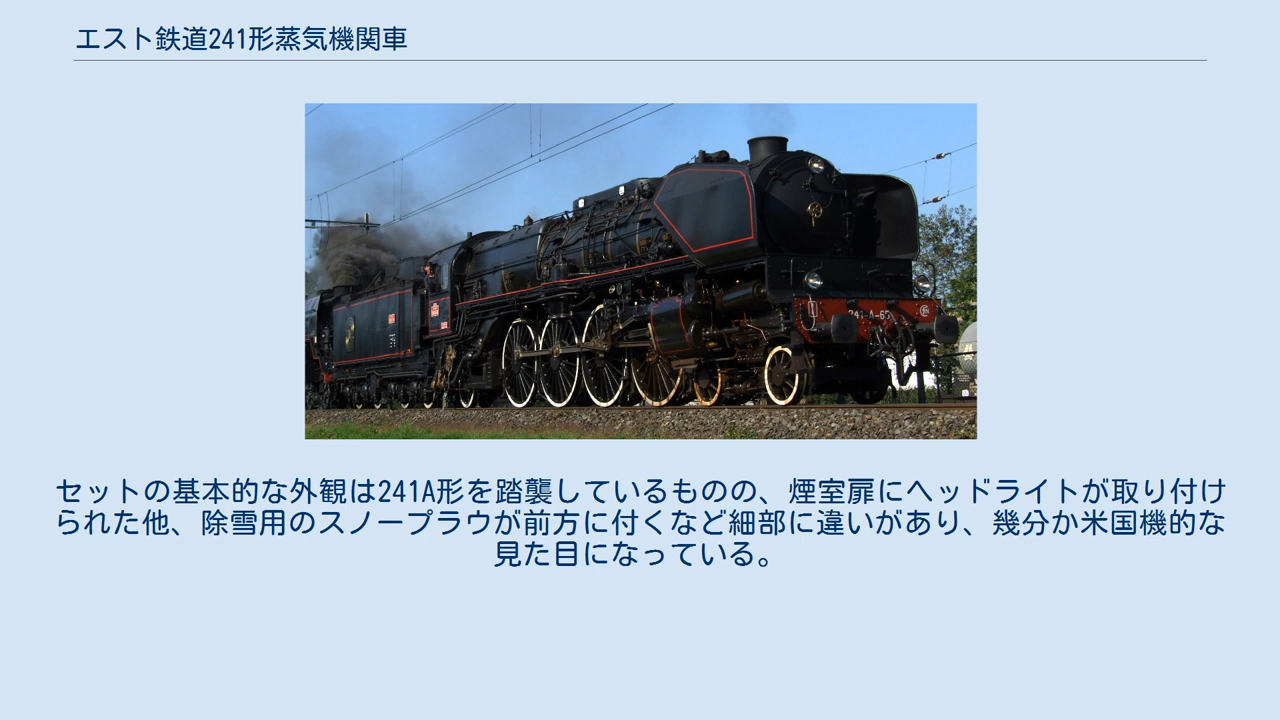 エスト鉄道241形蒸気機関車
241-A-65
セットの基本的な外観は241A形を踏襲しているものの、煙室扉にヘッドライトが取り付け
られた他、除雪用のスノープラウが前方に付くなど細部に違いがあり、幾分か米国機的な
見た目になっている。